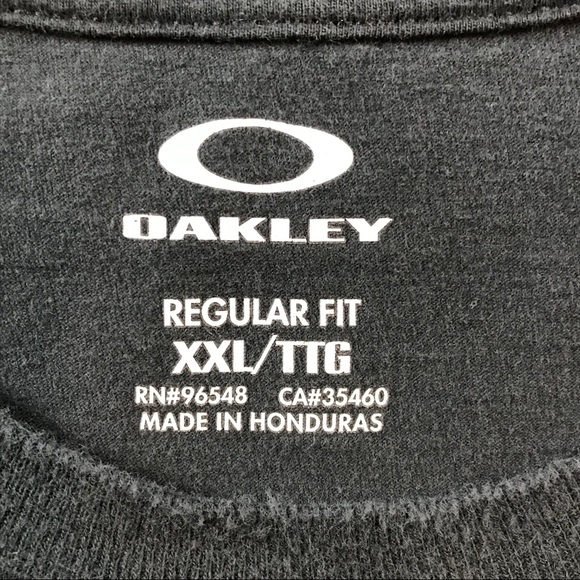 OAKLEY
REGULAR FIT
XXL/TTG
RN#96548 CA#35460
MADE IN HONDURAS